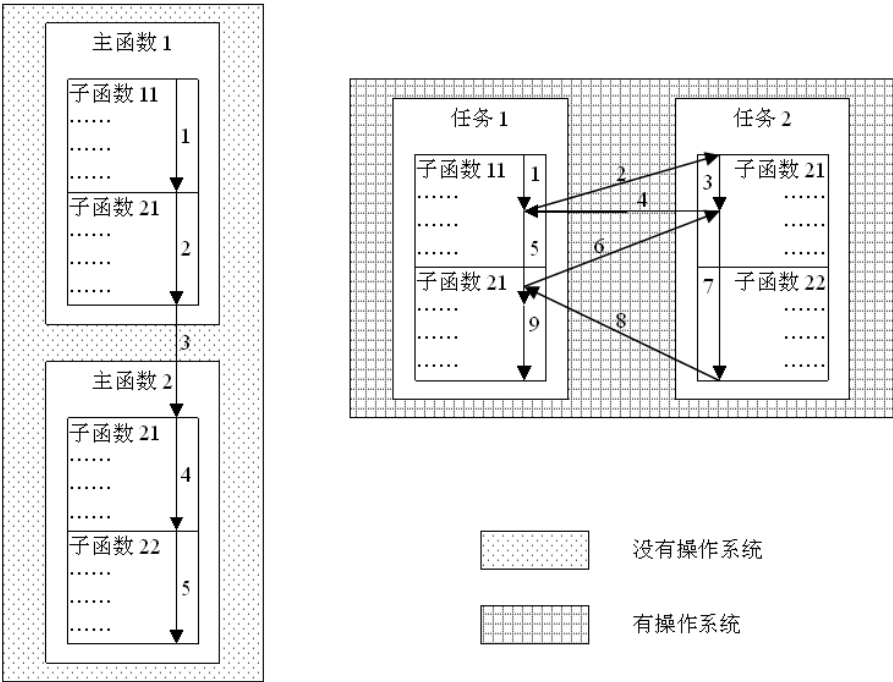 主函数 1
子函数 11
……
……
……
1
子函数 21
……
……
……
2
3
主函数 2
子函数 21
……
……
……
4
子函数 22
……
……
……
5
任务 1
子函数 11
……
……
……
1
5
子函数 21
……
……
……
9
2
4
6
8
任务 2
子函数 21
……
……
……
3
子函数 22
……
……
……
7
没有操作系统
有操作系统